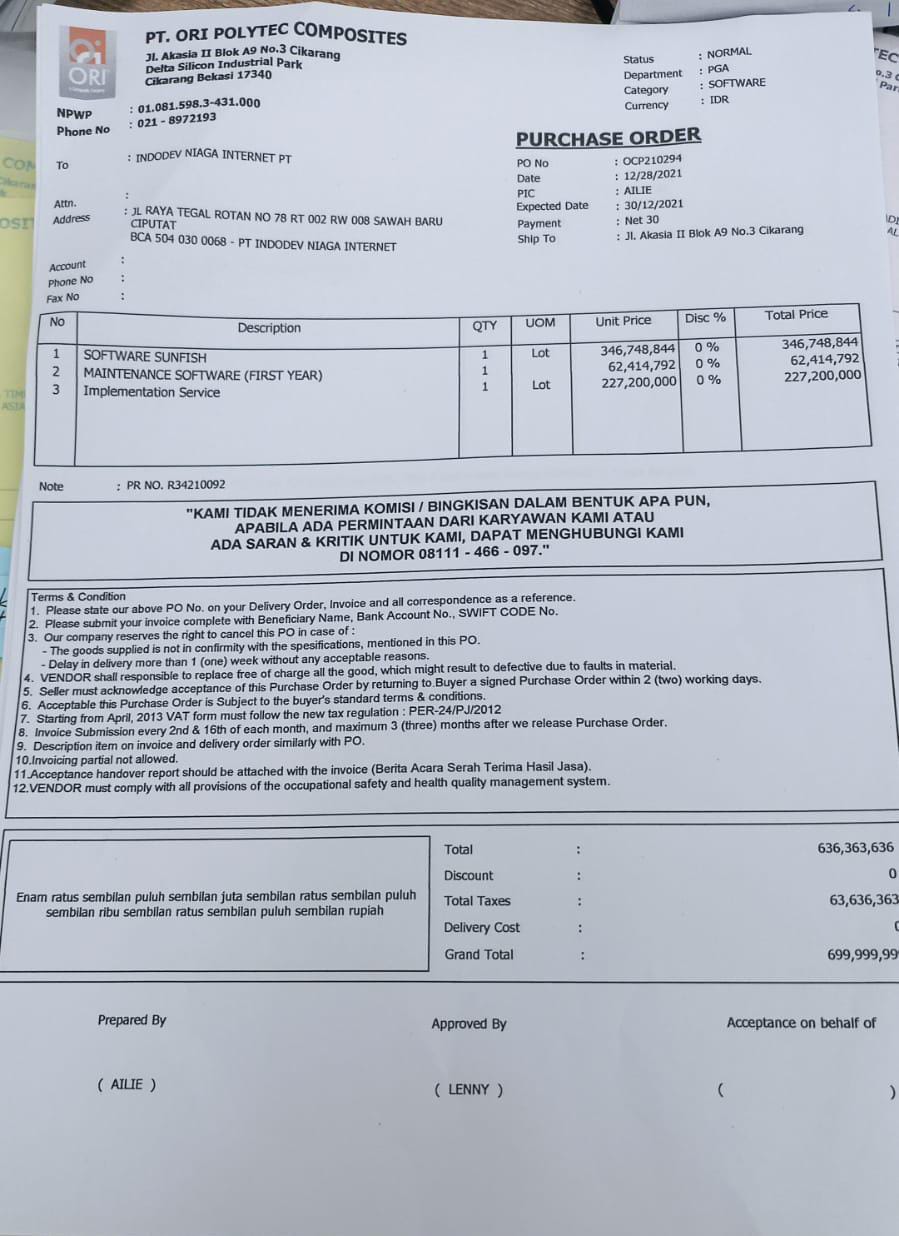 ORI
PT. ORI POLYTEC COMPOSITES
Jl. Akasia II Blok A9 No.3 Cikarang
Delta Silicon Industrial Park
Cikarang Bekasi 17340
NPWP : 01.081.598.3-431.000
Phone No : 021 - 8972193
Status : NORMAL
Department : PGA
Category : SOFTWARE
Currency : IDR
PURCHASE ORDER
To : INDODEV NIAGA INTERNET PT
Attn. :
Address : JL RAYA TEGAL ROTAN NO 78 RT 002 RW 008 SAWAH BARU
CIPUTAT
BCA 504 030 0068 - PT INDODEV NIAGA INTERNET
Account :
Phone No :
Fax No :
PO No : OCP210294
Date : 12/28/2021
PIC : AILIE
Expected Date : 30/12/2021
Payment : Net 30
Ship To : Jl. Akasia II Blok A9 No.3 Cikarang
No Description QTY UOM Unit Price Disc % Total Price
1 SOFTWARE SUNFISH 1 Lot 346,748,844 0 % 346,748,844
2 MAINTENANCE SOFTWARE (FIRST YEAR) 1 62,414,792 0 % 62,414,792
3 Implementation Service 1 Lot 227,200,000 0 % 227,200,000
Note : PR NO. R34210092
"KAMI TIDAK MENERIMA KOMISI / BINGKISAN DALAM BENTUK APA PUN,
APABILA ADA PERMINTAAN DARI KARYAWAN KAMI ATAU
ADA SARAN & KRITIK UNTUK KAMI, DAPAT MENGHUBUNGI KAMI
DI NOMOR 08111 - 466 - 097."
Terms & Condition
1. Please state our above PO No. on your Delivery Order, Invoice and all correspondence as a reference.
2. Please submit your invoice complete with Beneficiary Name, Bank Account No., SWIFT CODE No.
3. Our company reserves the right to cancel this PO in case of :
- The goods supplied is not in confirmity with the spesifications, mentioned in this PO.
- Delay in delivery more than 1 (one) week without any acceptable reasons.
4. VENDOR shall responsible to replace free of charge all the good, which might result to defective due to faults in material.
5. Seller must acknowledge acceptance of this Purchase Order by returning to Buyer a signed Purchase Order within 2 (two) working days.
6. Acceptable this Purchase Order is Subject to the buyer's standard terms & conditions.
7. Starting from April, 2013 VAT form must follow the new tax regulation : PER-24/PJ/2012
8. Invoice Submission every 2nd & 16th of each month, and maximum 3 (three) months after we release Purchase Order.
9. Description item on invoice and delivery order similarly with PO.
10.Invoicing partial not allowed.
11.Acceptance handover report should be attached with the invoice (Berita Acara Serah Terima Hasil Jasa).
12.VENDOR must comply with all provisions of the occupational safety and health quality management system.
Enam ratus sembilan puluh sembilan juta sembilan ratus sembilan puluh
sembilan ribu sembilan ratus sembilan puluh sembilan rupiah
Total : 636,363,636
Discount : 0
Total Taxes : 63,636,363
Delivery Cost :
Grand Total : 699,999,99
Prepared By
Approved By
Acceptance on behalf of
( AILIE )
( LENNY )
( )